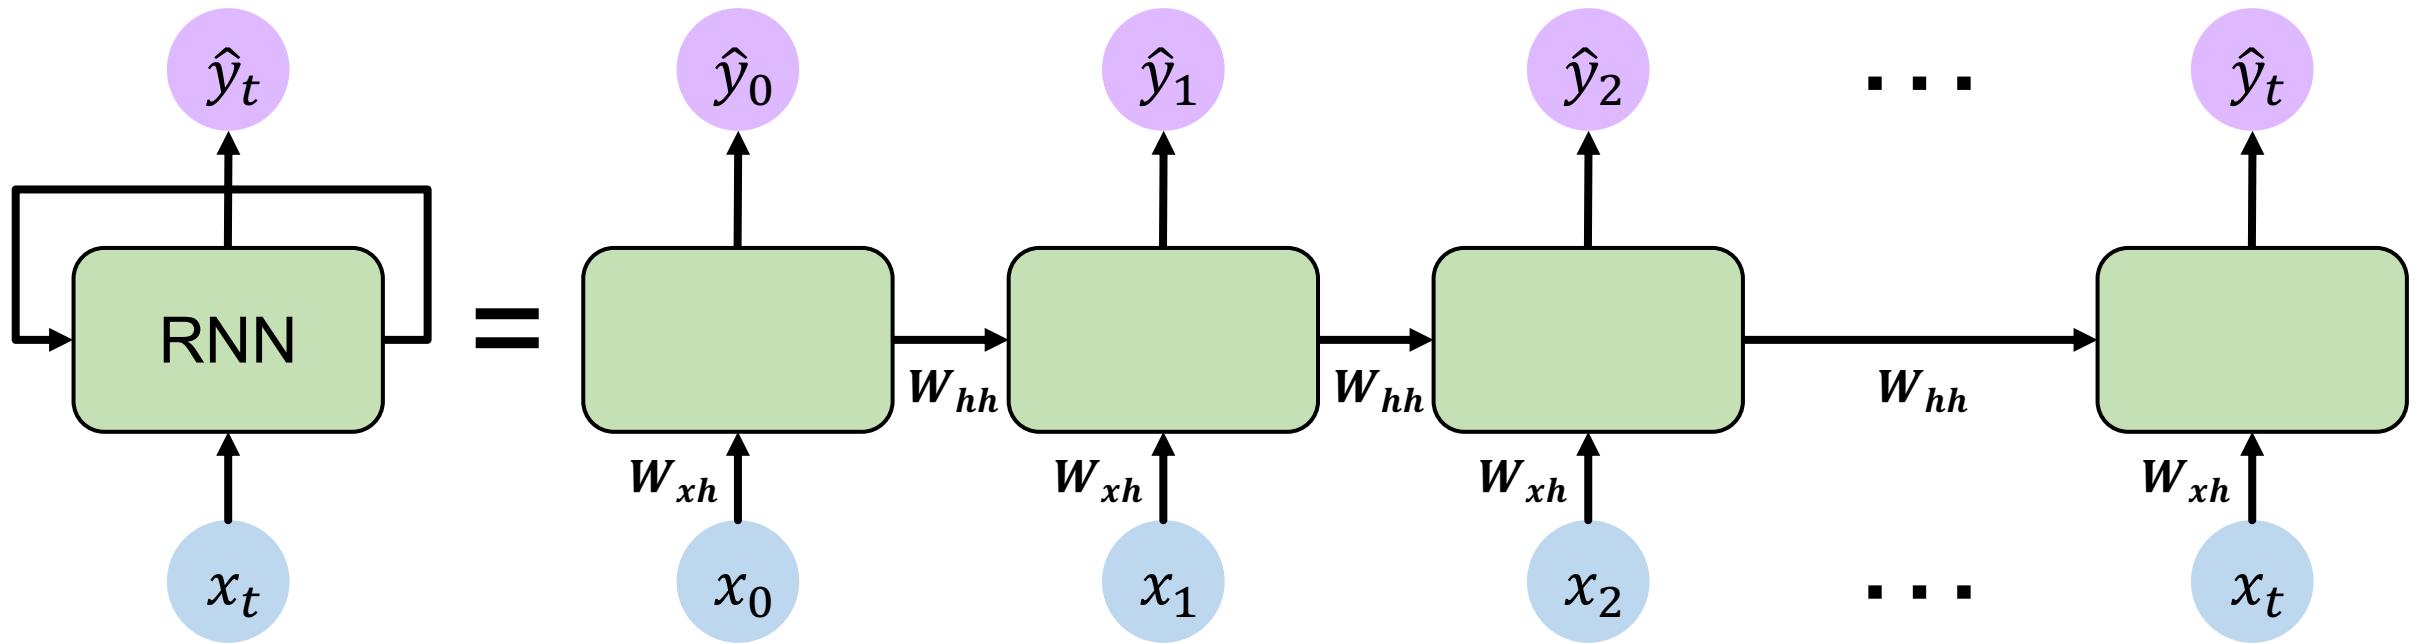 ŷ_t ŷ_0 ŷ_1 ŷ_2 ... ŷ_t
RNN =
W_hh W_hh W_hh
W_xh W_xh W_xh W_xh
x_t x_0 x_1 x_2 ... x_t